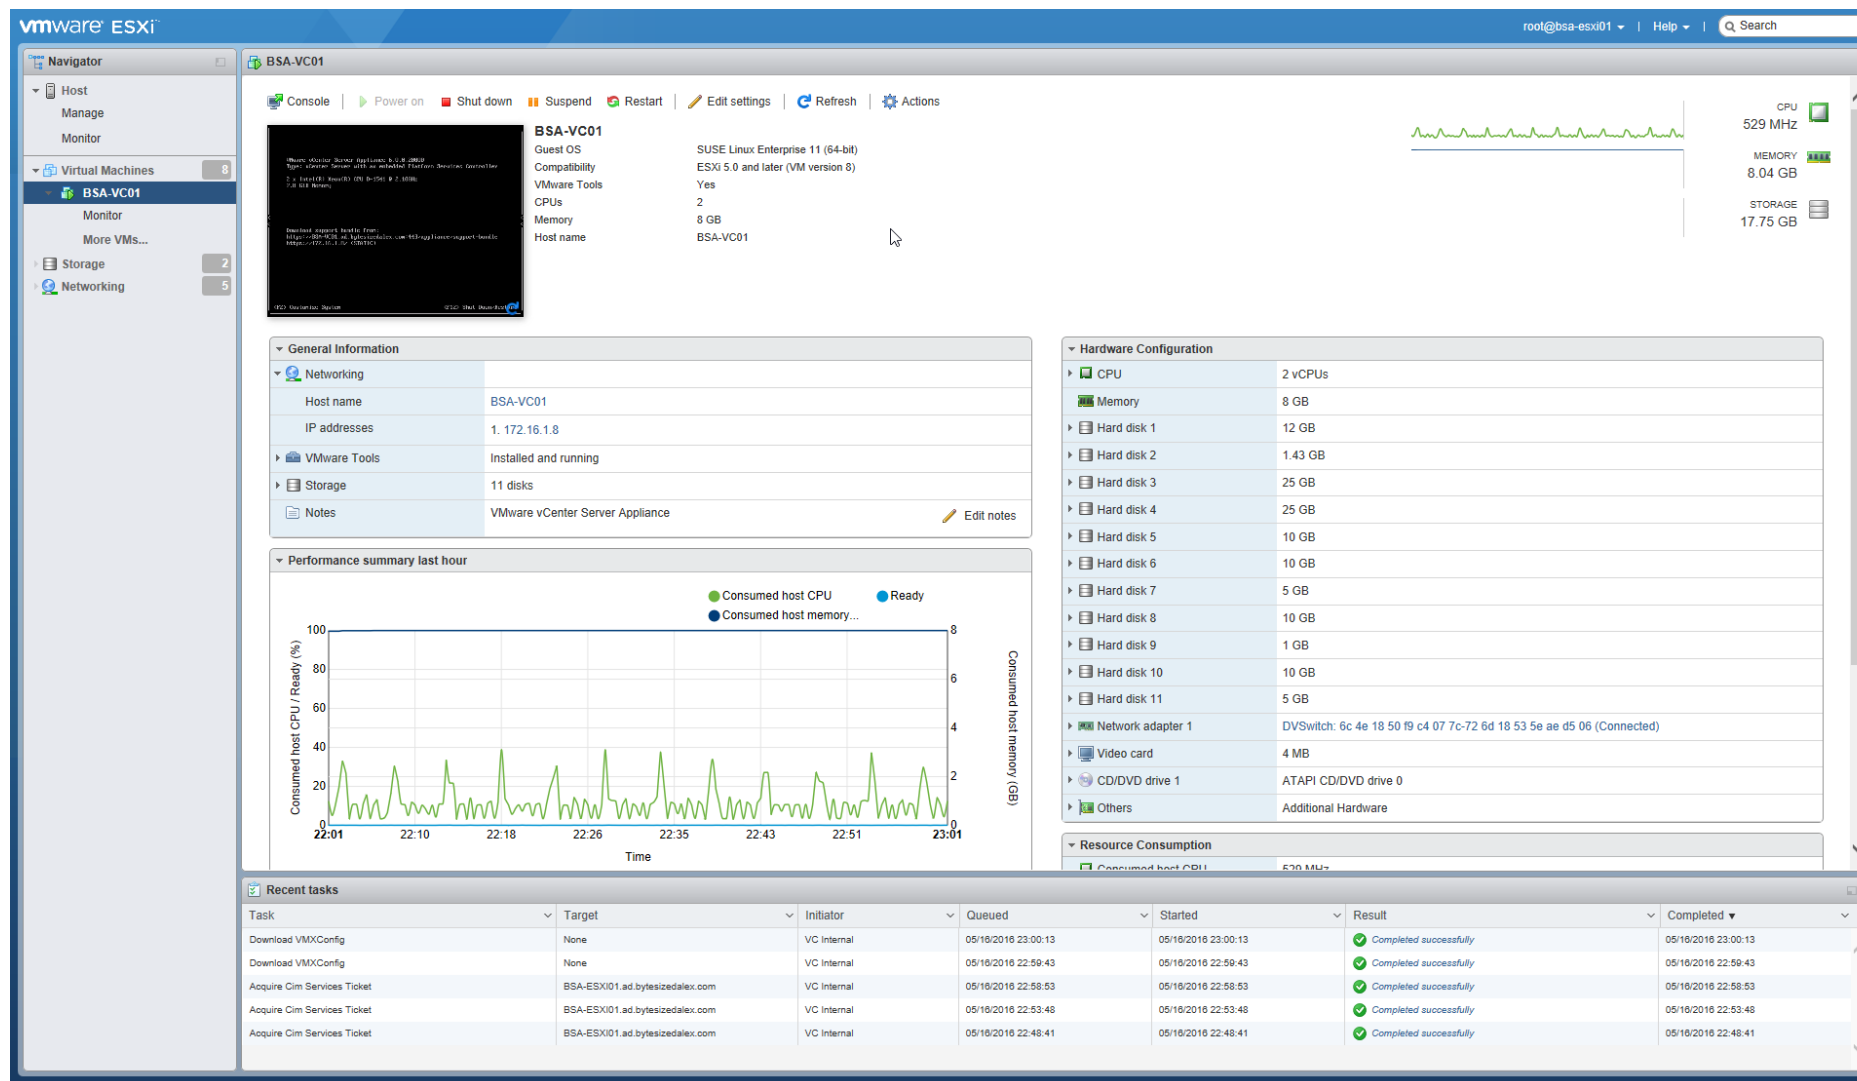 vmware ESXi
root@bsa-esxi01 | Help | Search
Navigator
Host
Manage
Monitor
Virtual Machines 8
BSA-VC01
Monitor
More VMs...
Storage 2
Networking 5
BSA-VC01
Console | Power on Shut down Suspend Restart | Edit settings | Refresh | Actions
BSA-VC01
Guest OS SUSE Linux Enterprise 11 (64-bit)
Compatibility ESXi 5.0 and later (VM version 8)
VMware Tools Yes
CPUs 2
Memory 8 GB
Host name BSA-VC01
CPU
529 MHz
MEMORY
8.04 GB
STORAGE
17.75 GB
General Information
Networking
Host name BSA-VC01
IP addresses 1. 172.16.1.8
VMware Tools Installed and running
Storage 11 disks
Notes VMware vCenter Server Appliance Edit notes
Performance summary last hour
Consumed host CPU Ready
Consumed host memory...
Consumed host CPU / Ready (%)
100
80
60
40
20
0
8
6
4
2
0
Consumed host memory (GB)
22:01 22:10 22:18 22:26 22:35 22:43 22:51 23:01
Time
Hardware Configuration
CPU 2 vCPUs
Memory 8 GB
Hard disk 1 12 GB
Hard disk 2 1.43 GB
Hard disk 3 25 GB
Hard disk 4 25 GB
Hard disk 5 10 GB
Hard disk 6 10 GB
Hard disk 7 5 GB
Hard disk 8 10 GB
Hard disk 9 1 GB
Hard disk 10 10 GB
Hard disk 11 5 GB
Network adapter 1 DVSwitch: 6c 4e 18 50 f9 c4 07 7c-72 6d 18 53 5e ae d5 06 (Connected)
Video card 4 MB
CD/DVD drive 1 ATAPI CD/DVD drive 0
Others Additional Hardware
Resource Consumption
Consumed host CPU 529 MHz
Recent tasks
Task Target Initiator Queued Started Result Completed
Download VMXConfig None VC Internal 05/16/2016 23:00:13 05/16/2016 23:00:13 Completed successfully 05/16/2016 23:00:13
Download VMXConfig None VC Internal 05/16/2016 22:59:43 05/16/2016 22:59:43 Completed successfully 05/16/2016 22:59:43
Acquire Cim Services Ticket BSA-ESXI01.ad.bytesizedalex.com VC Internal 05/16/2016 22:58:53 05/16/2016 22:58:53 Completed successfully 05/16/2016 22:58:53
Acquire Cim Services Ticket BSA-ESXI01.ad.bytesizedalex.com VC Internal 05/16/2016 22:53:48 05/16/2016 22:53:48 Completed successfully 05/16/2016 22:53:48
Acquire Cim Services Ticket BSA-ESXI01.ad.bytesizedalex.com VC Internal 05/16/2016 22:48:41 05/16/2016 22:48:41 Completed successfully 05/16/2016 22:48:41